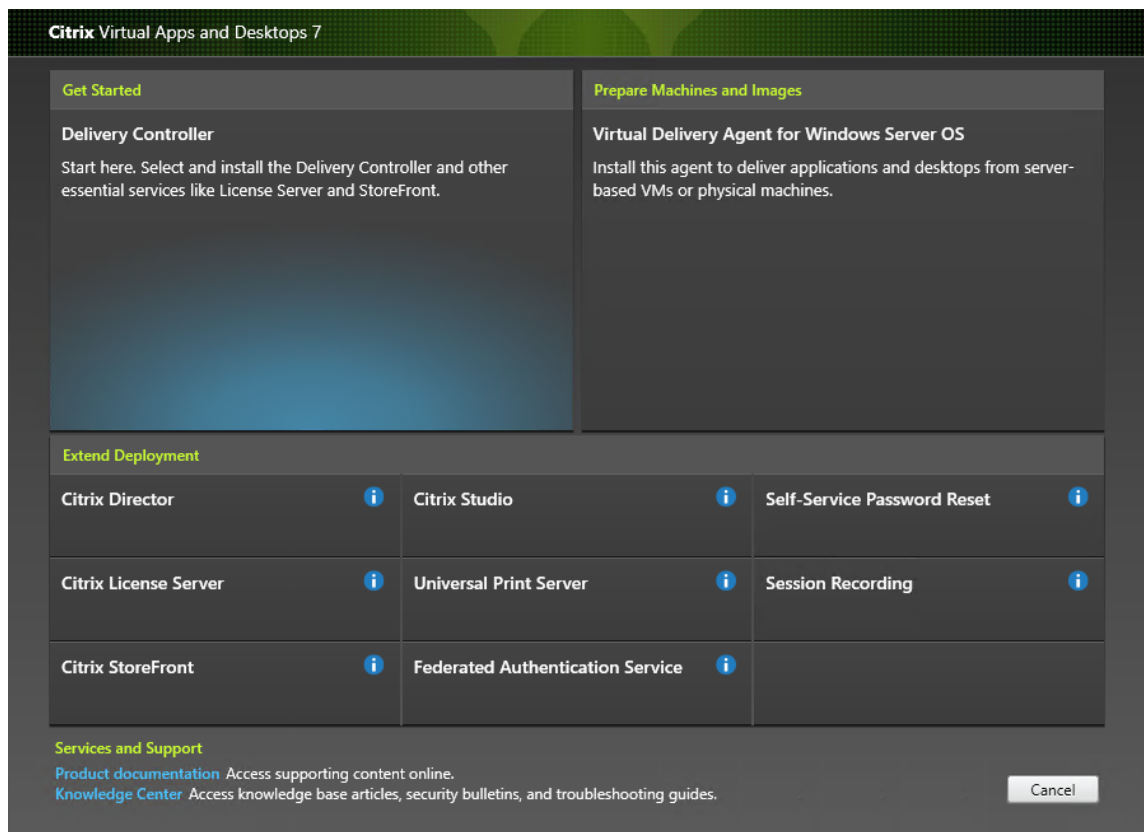 Citrix Virtual Apps and Desktops 7
Get Started
Delivery Controller
Start here. Select and install the Delivery Controller and other
essential services like License Server and StoreFront.
Prepare Machines and Images
Virtual Delivery Agent for Windows Server OS
Install this agent to deliver applications and desktops from server-
based VMs or physical machines.
Extend Deployment
Citrix Director
Citrix Studio
Self-Service Password Reset
Citrix License Server
Universal Print Server
Session Recording
Citrix StoreFront
Federated Authentication Service
Services and Support
Product documentation Access supporting content online.
Knowledge Center Access knowledge base articles, security bulletins, and troubleshooting guides.
Cancel